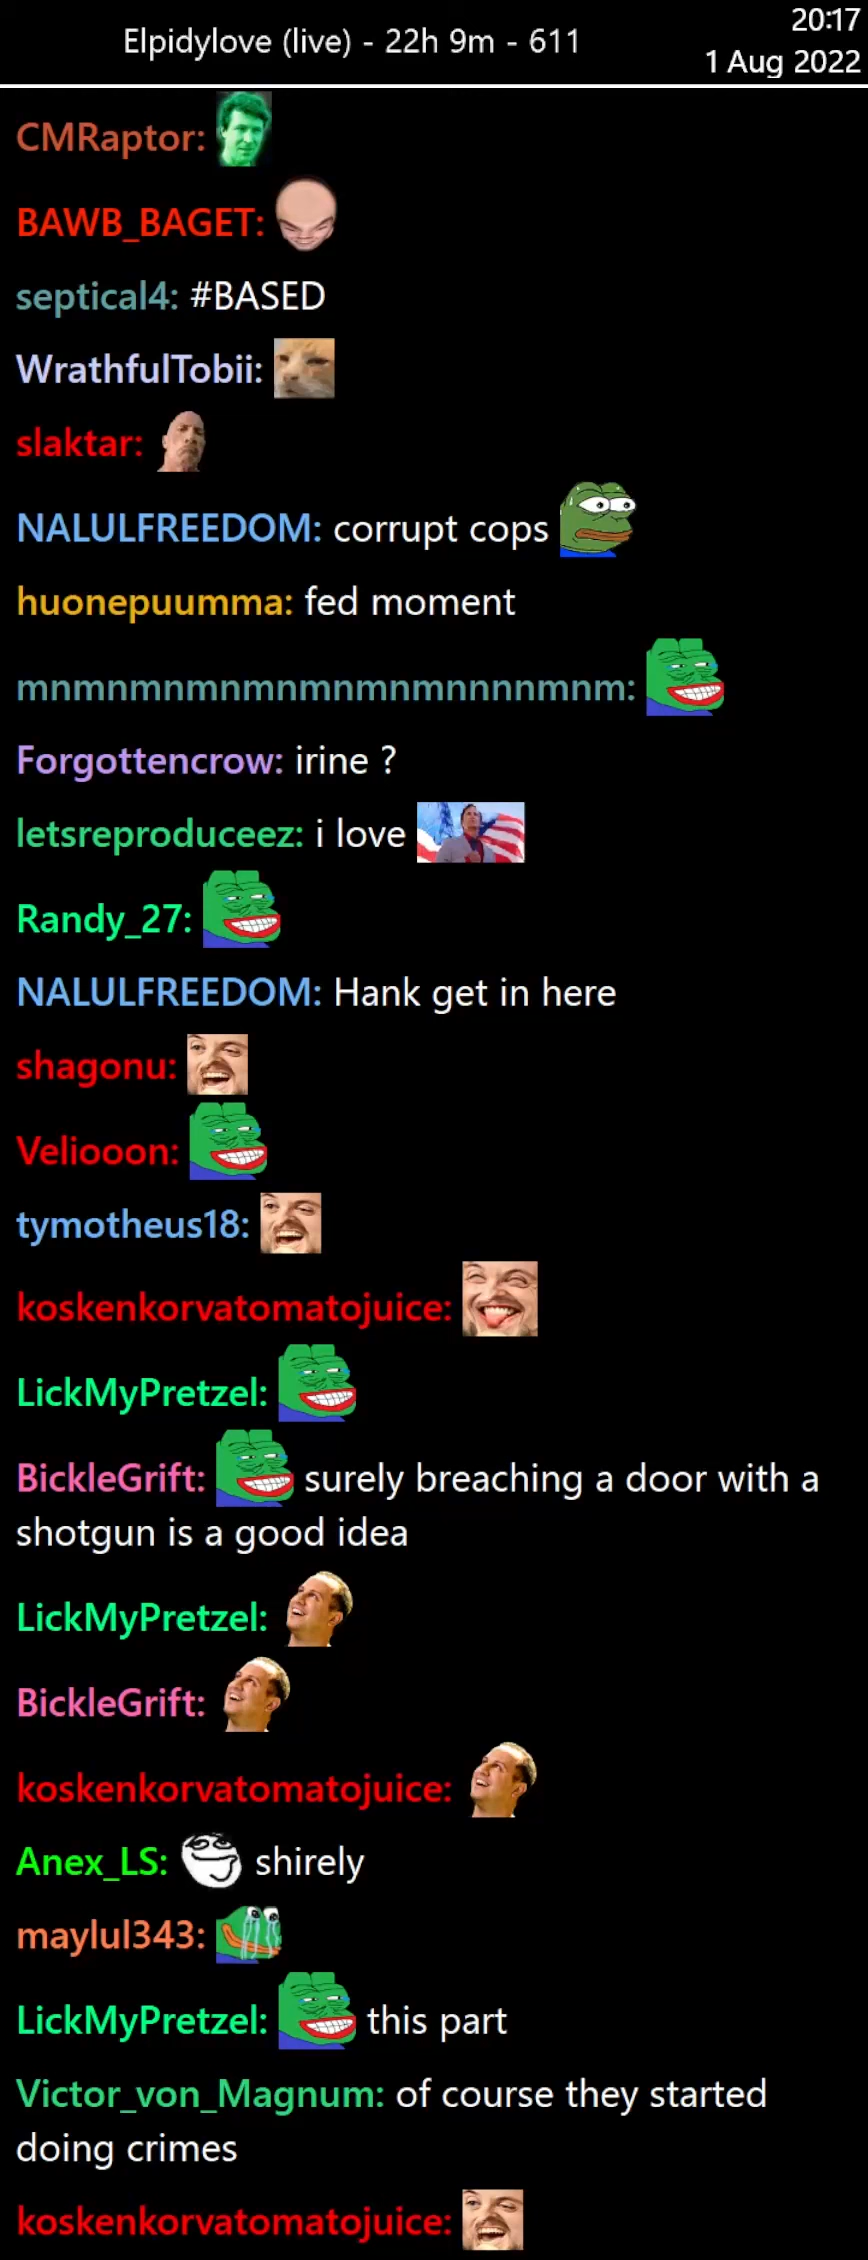 Elpidylove (live) - 22h 9m - 611
20:17
1 Aug 2022
CMRaptor:
BAWB_BAGET:
septical4: #BASED
WrathfulTobii:
slaktar:
NALULFREEDOM: corrupt cops
huonepuumma: fed moment
mnmnmnmnmnmnmnmnnnnmnm:
Forgottencrow: irine ?
letsreproduceez: i love
Randy_27:
NALULFREEDOM: Hank get in here
shagonu:
Veliooon:
tymotheus18:
koskenkorvatomatojuice:
LickMyPretzel:
BickleGrift: surely breaching a door with a
shotgun is a good idea
LickMyPretzel:
BickleGrift:
koskenkorvatomatojuice:
Anex_LS: shirely
maylul343:
LickMyPretzel: this part
Victor_von_Magnum: of course they started
doing crimes
koskenkorvatomatojuice: